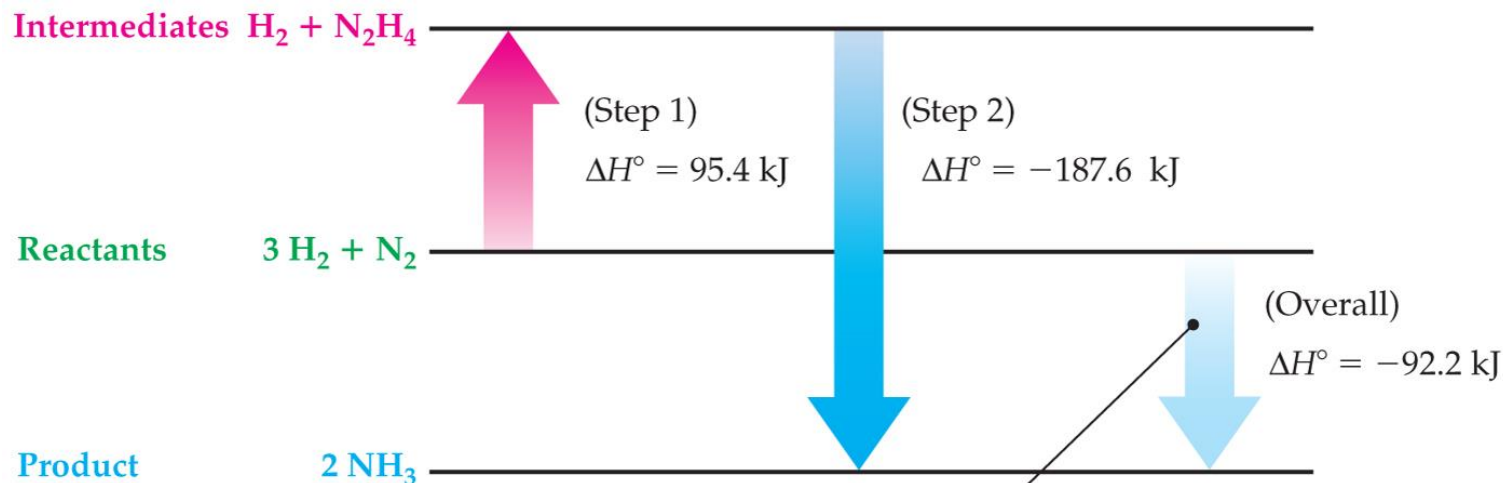 Intermediates H₂ + N₂H₄
(Step 1)
ΔH° = 95.4 kJ
(Step 2)
ΔH° = −187.6 kJ
Reactants 3 H₂ + N₂
(Overall)
ΔH° = −92.2 kJ
Product 2 NH₃